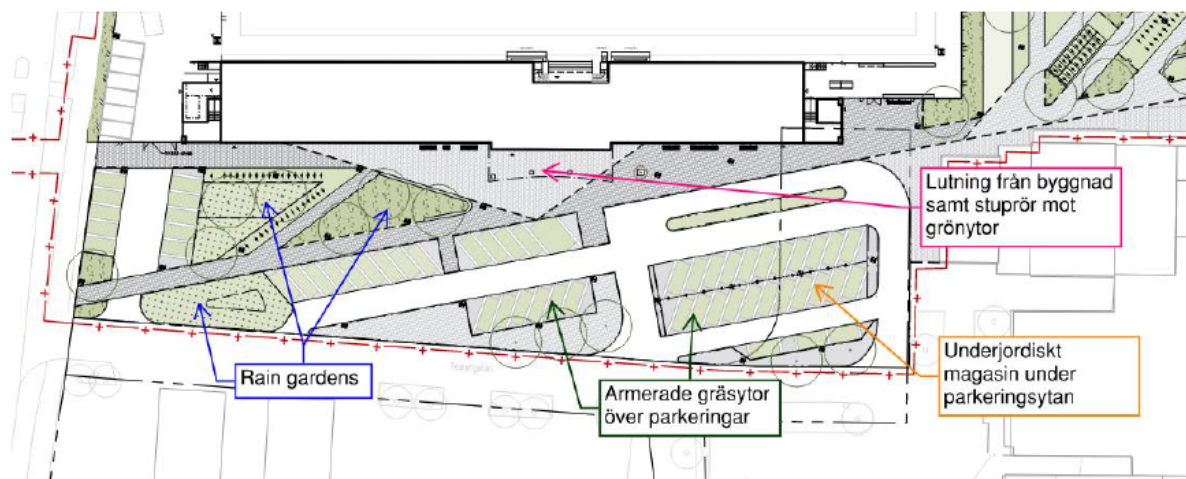 Lutning från byggnad
samt stuprör mot
grönytor
Rain gardens
Armerade gräsytor
över parkeringar
Underjordiskt
magasin under
parkeringsytan